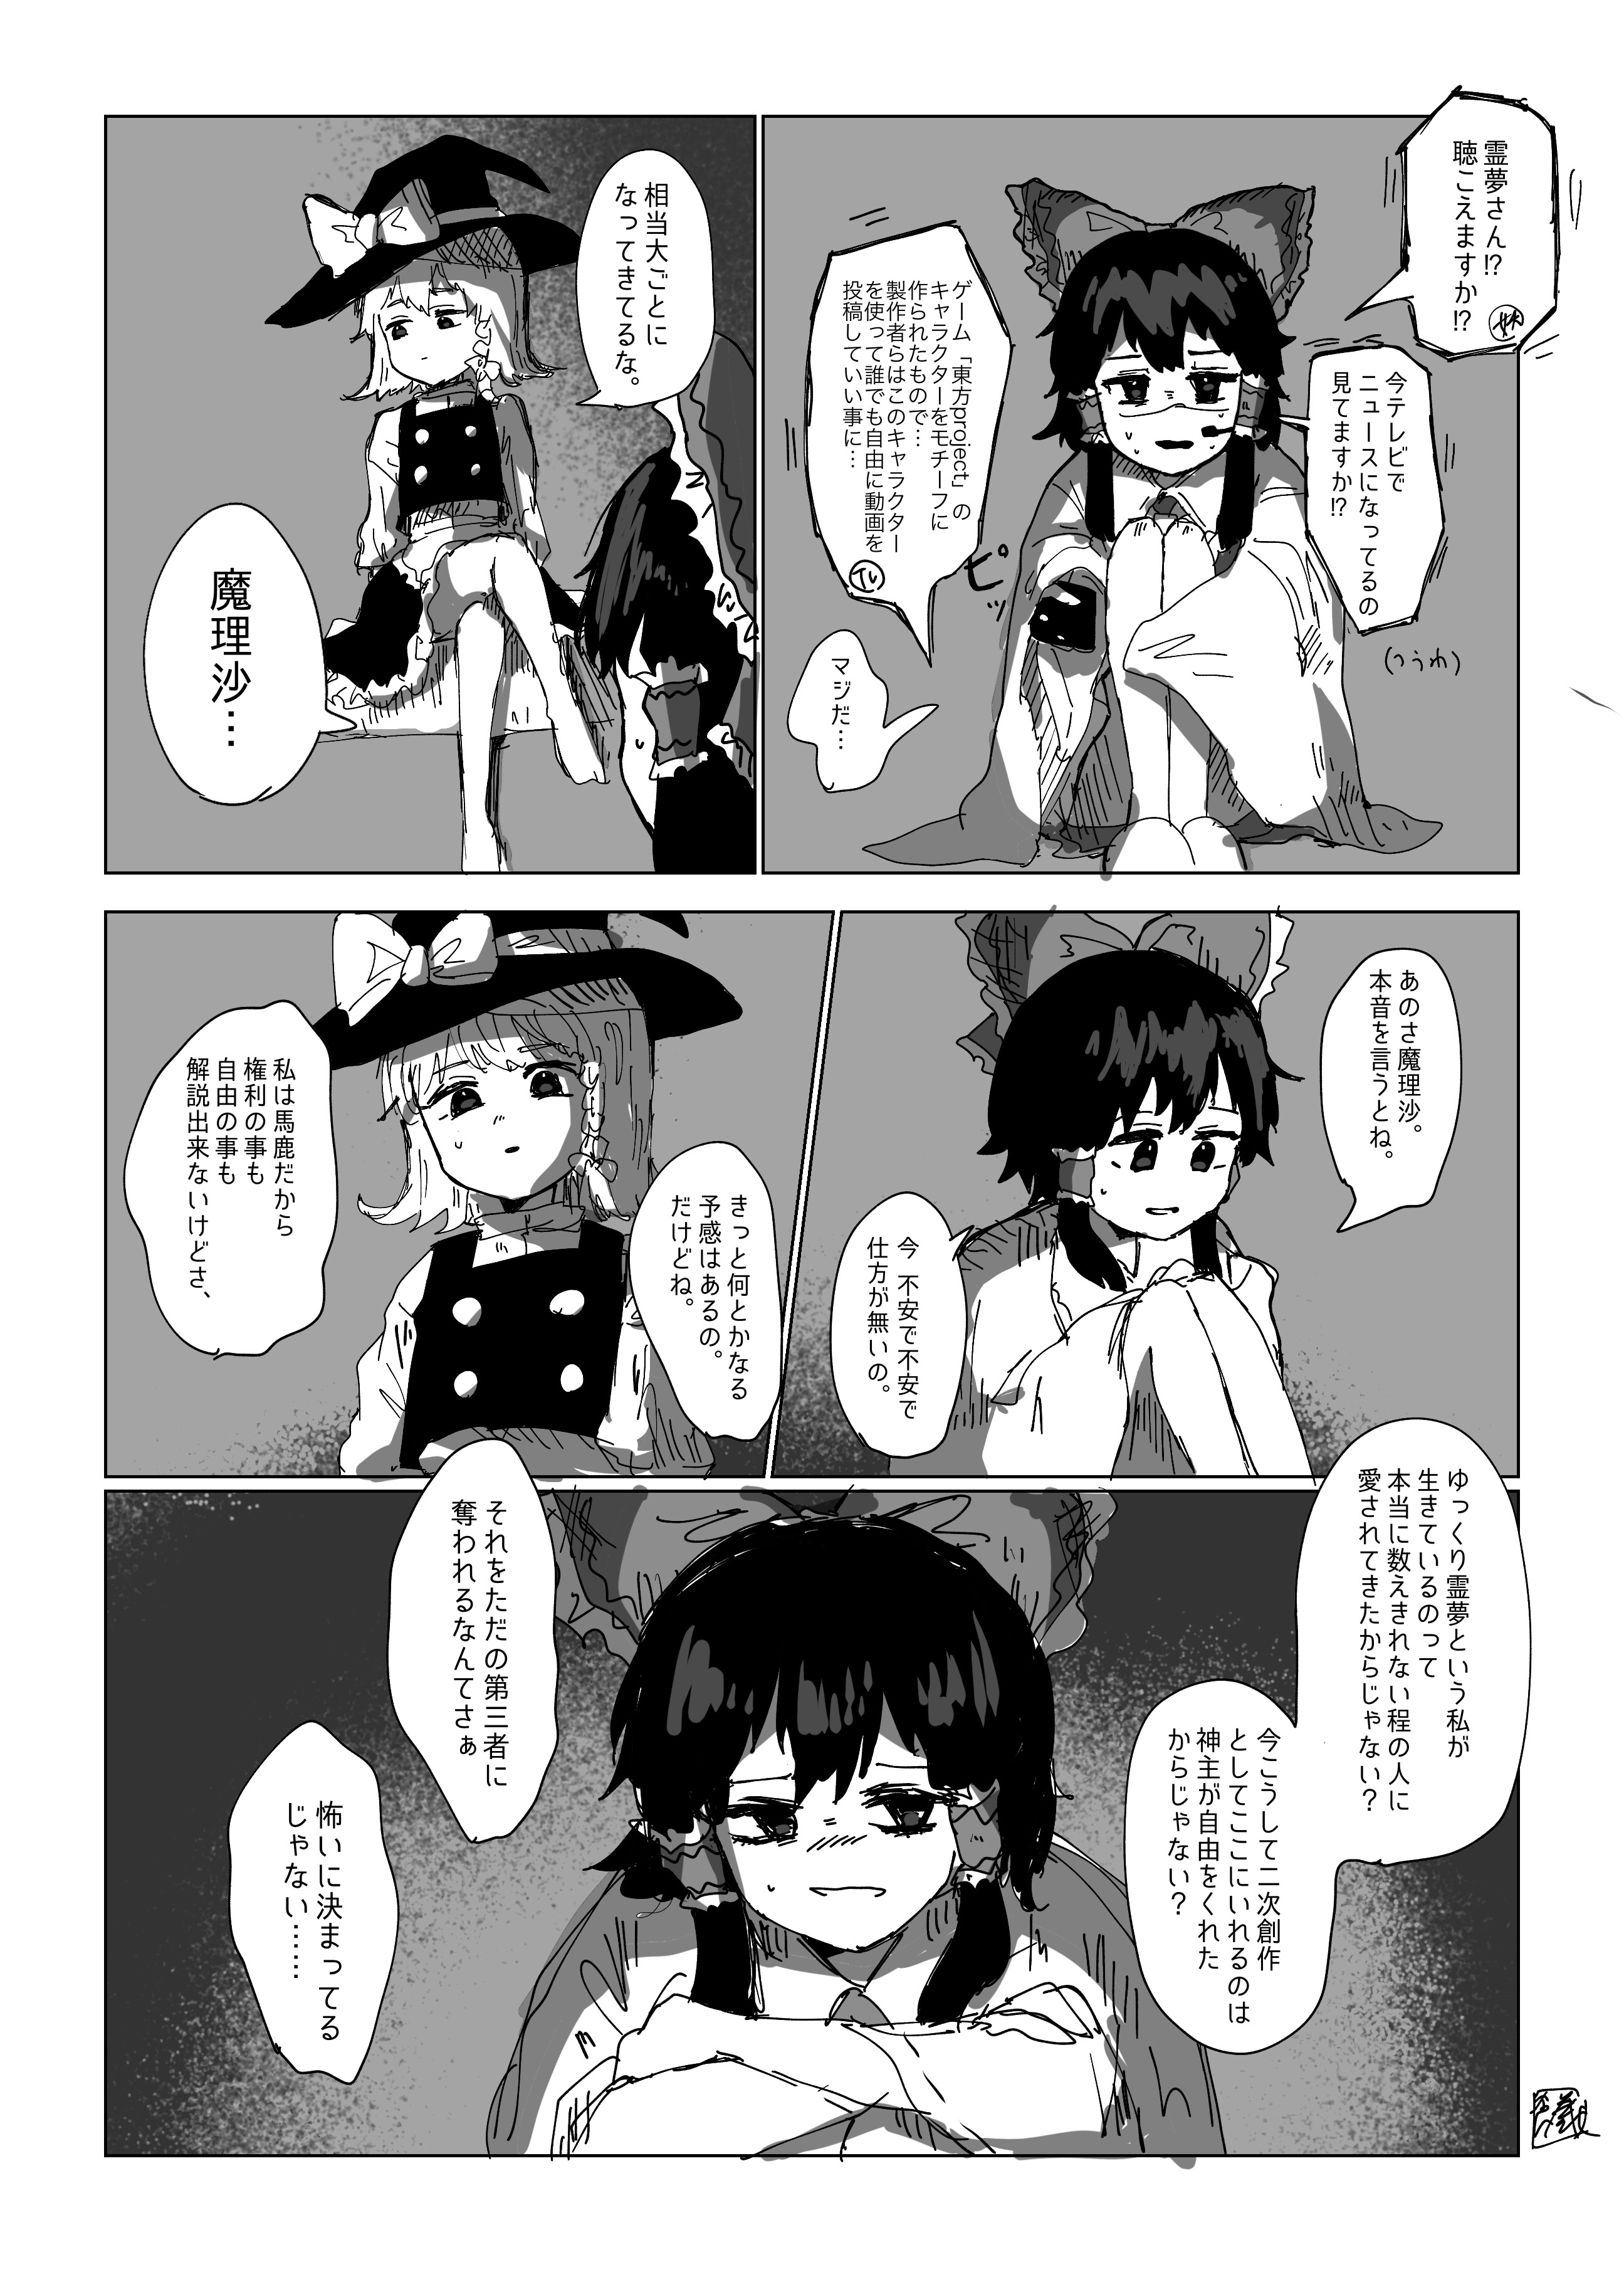 霊夢さん!?
聴こえますか!?
今テレビで
ニュースになってるの
見てますか!?
(つうわ)
ゲーム「東方project」の
キャラクターをモチーフに
作られたもので…
製作者らはこのキャラクター
を使って誰でも自由に動画を
投稿していい事に…
TV
ピッ
マジだ…
相当大ごとに
なってきてるな。
魔理沙…
あのさ魔理沙。
本音を言うとね。
今 不安で不安で
仕方が無いの。
きっと何とかなる
予感はあるの。
だけどね。
私は馬鹿だから
権利の事も
自由の事も
解説出来ないけどさ、
ゆっくり霊夢という私が
生きているのって
本当に数えきれない程の人に
愛されてきたからじゃない?
今こうして二次創作
としてここにいれるのは
神主が自由をくれた
からじゃない?
それをただの第三者に
奪われるなんてさぁ
怖いに決まってる
じゃない……